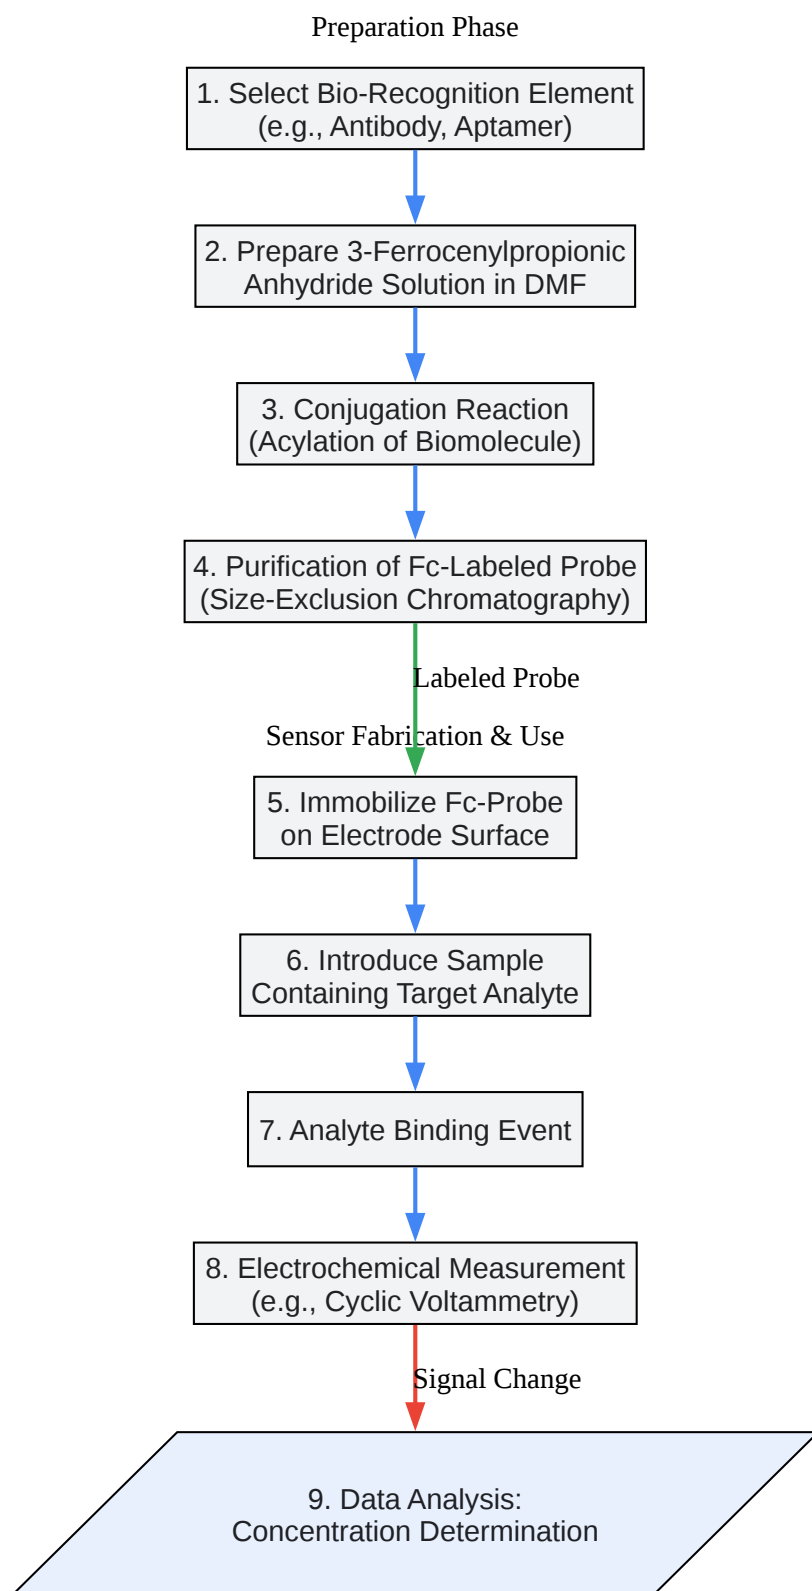 Preparation Phase
1. Select Bio-Recognition Element
(e.g., Antibody, Aptamer)
2. Prepare 3-Ferrocenylpropionic
Anhydride Solution in DMF
3. Conjugation Reaction
(Acylation of Biomolecule)
4. Purification of Fc-Labeled Probe
(Size-Exclusion Chromatography)
Labeled Probe
Sensor Fabrication & Use
5. Immobilize Fc-Probe
on Electrode Surface
6. Introduce Sample
Containing Target Analyte
7. Analyte Binding Event
8. Electrochemical Measurement
(e.g., Cyclic Voltammetry)
Signal Change
9. Data Analysis:
Concentration Determination